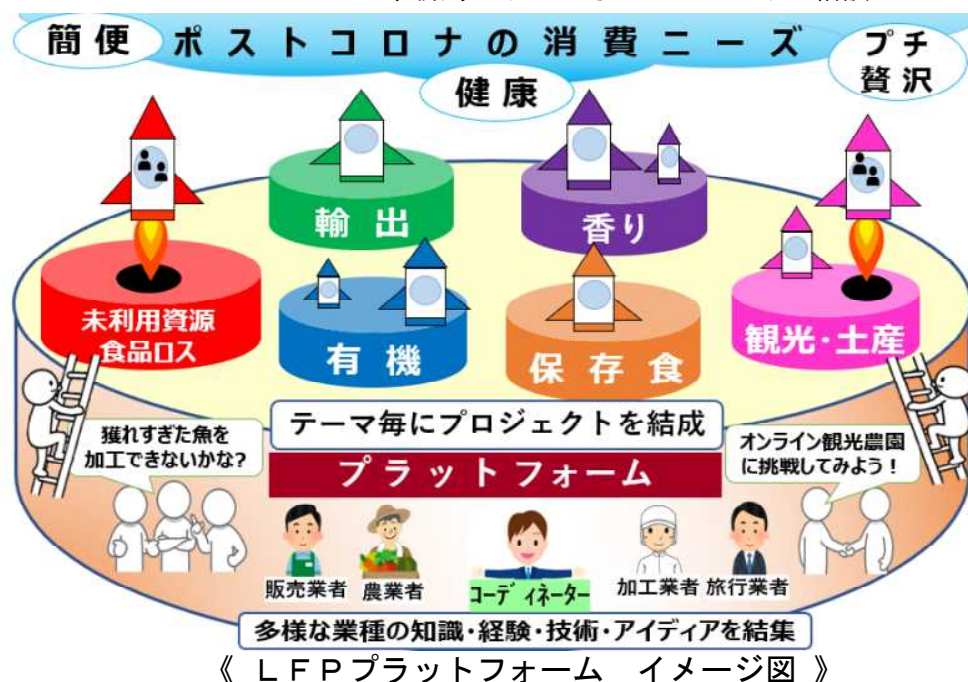 簡便
ポストコロナの消費ニーズ
プチ
贅沢
健康
輸出
香り
未利用資源
食品ロス
有機
保存食
観光・土産
テーマ毎にプロジェクトを結成
獲れすぎた魚を
加工できないかな?
オンライン観光農園
に挑戦してみよう！
プラットフォーム
販売業者
農業者
コーディネーター
加工業者
旅行業者
多様な業種の知識・経験・技術・アイディアを結集
《 ＬＦＰプラットフォーム　イメージ図 》